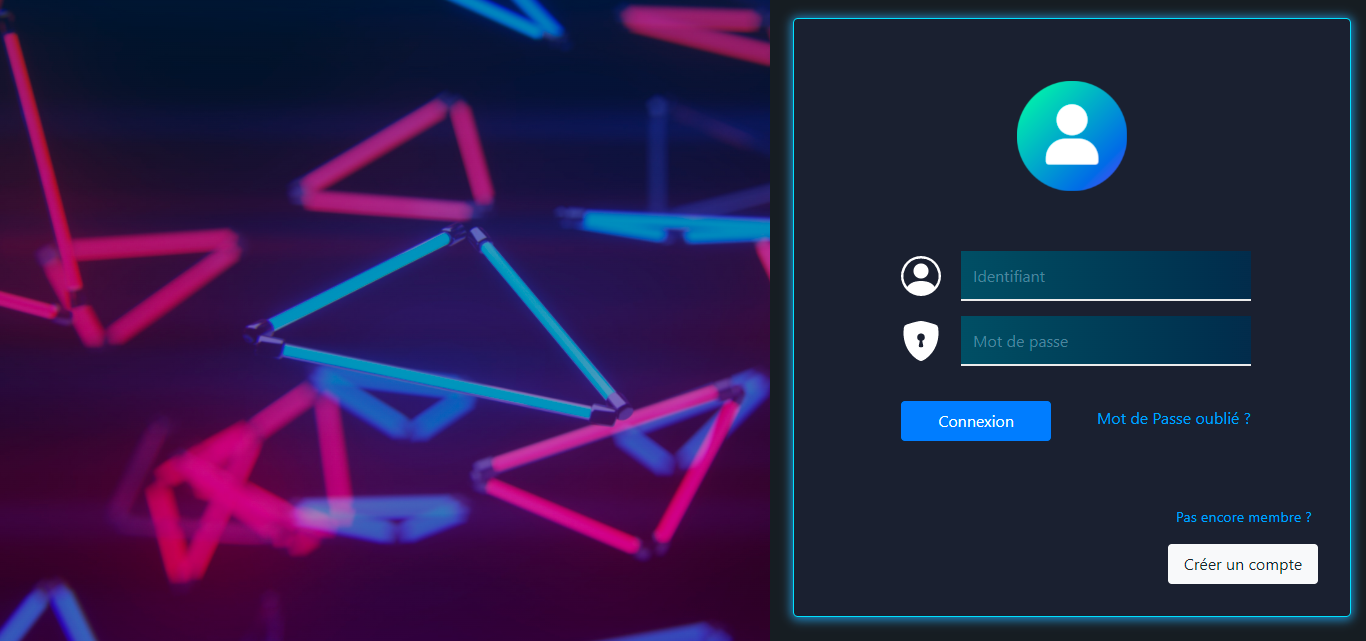 Identifiant
Mot de passe
Connexion
Mot de Passe oublié ?
Pas encore membre ?
Créer un compte